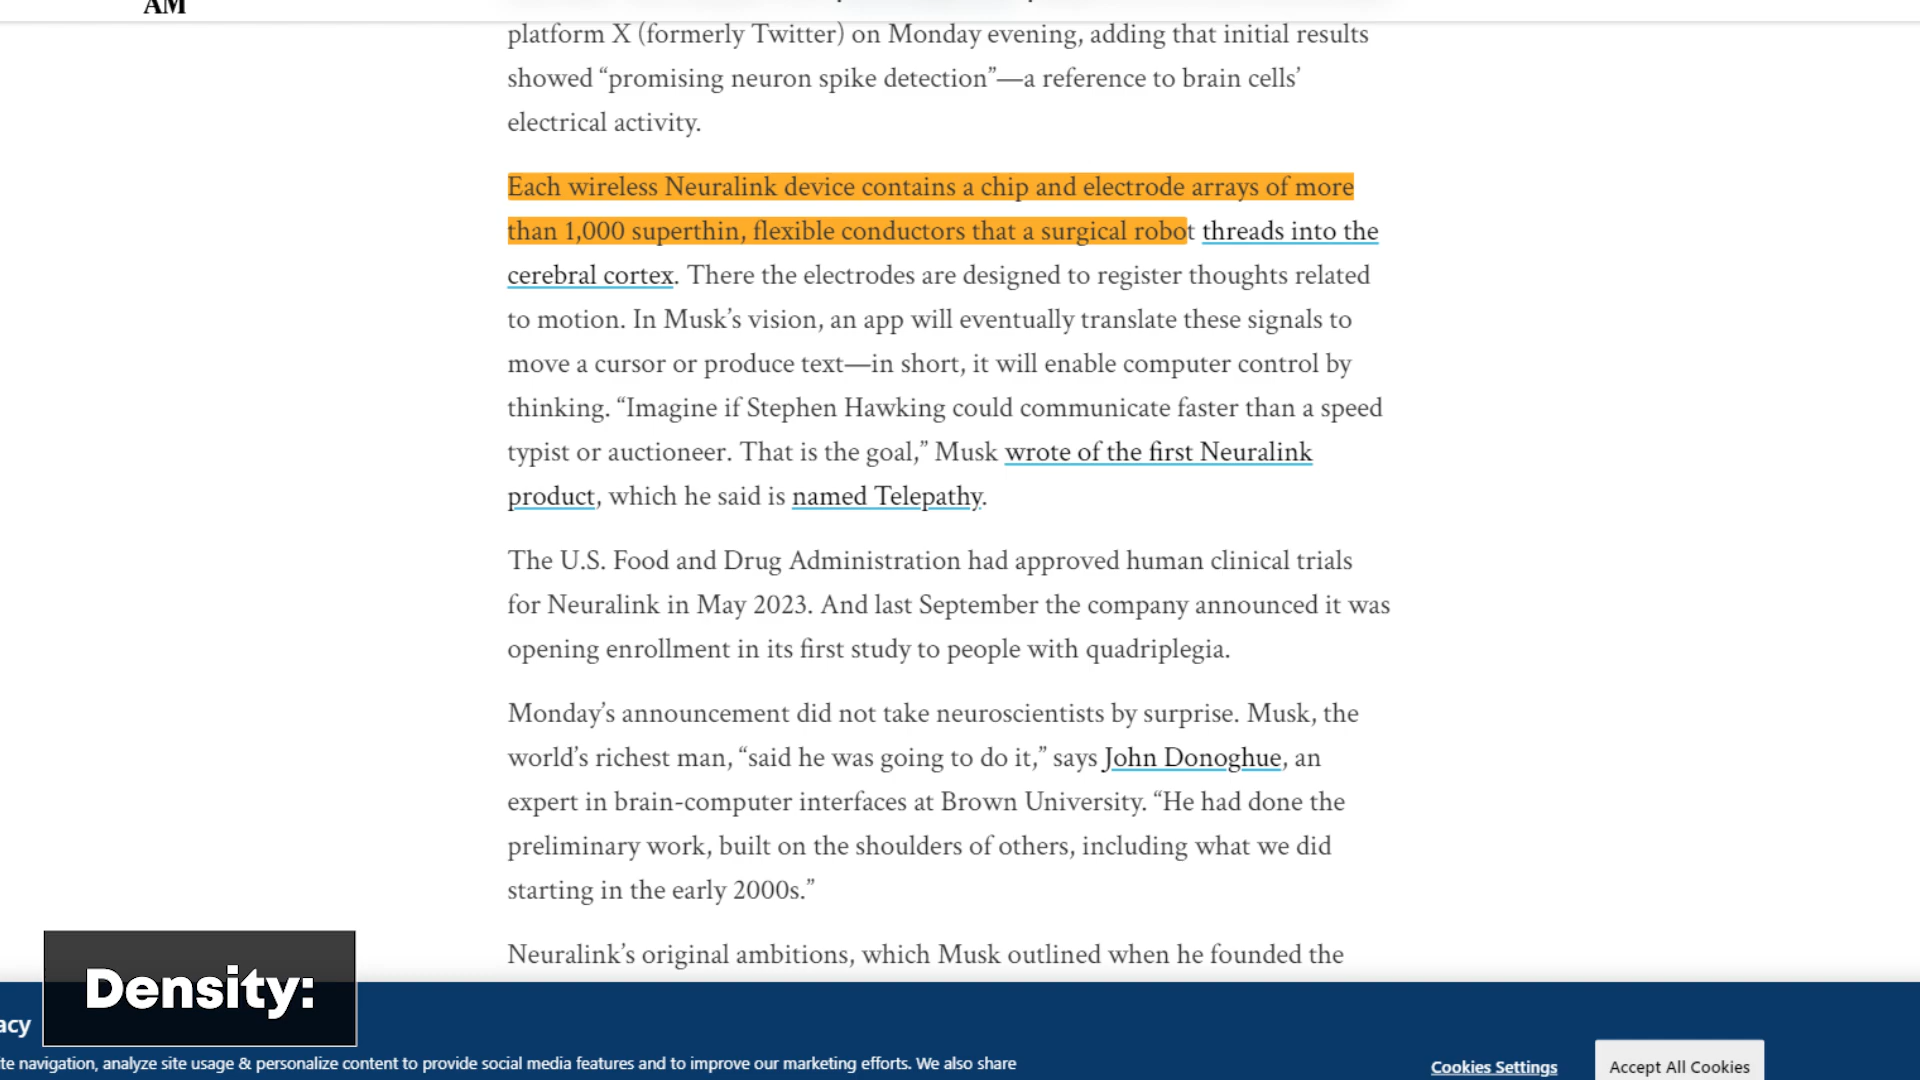 AM
platform X (formerly Twitter) on Monday evening, adding that initial results
showed “promising neuron spike detection”—a reference to brain cells’
electrical activity.
Each wireless Neuralink device contains a chip and electrode arrays of more
than 1,000 superthin, flexible conductors that a surgical robot threads into the
cerebral cortex. There the electrodes are designed to register thoughts related
to motion. In Musk’s vision, an app will eventually translate these signals to
move a cursor or produce text—in short, it will enable computer control by
thinking. “Imagine if Stephen Hawking could communicate faster than a speed
typist or auctioneer. That is the goal,” Musk wrote of the first Neuralink
product, which he said is named Telepathy.
The U.S. Food and Drug Administration had approved human clinical trials
for Neuralink in May 2023. And last September the company announced it was
opening enrollment in its first study to people with quadriplegia.
Monday’s announcement did not take neuroscientists by surprise. Musk, the
world’s richest man, “said he was going to do it,” says John Donoghue, an
expert in brain-computer interfaces at Brown University. “He had done the
preliminary work, built on the shoulders of others, including what we did
starting in the early 2000s.”
Neuralink’s original ambitions, which Musk outlined when he founded the
Density:
acy
te navigation, analyze site usage & personalize content to provide social media features and to improve our marketing efforts. We also share
Cookies Settings
Accept All Cookies